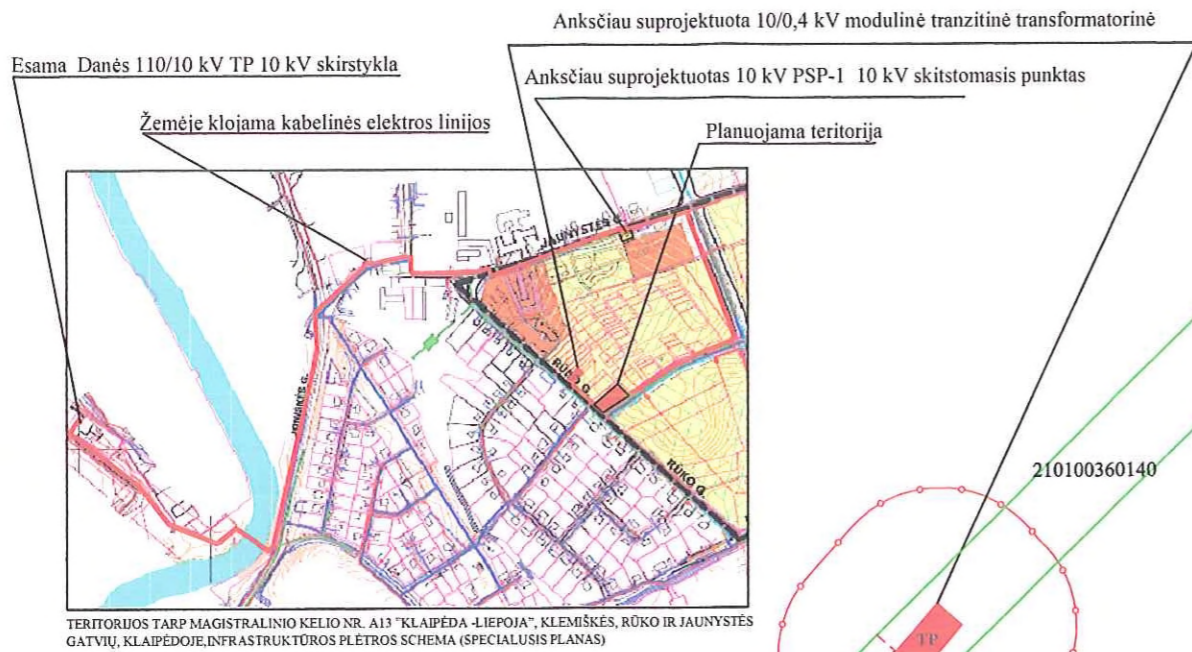 Anksčiau suprojektuota 10/0,4 kV modulinė tranzitinė transformatorinė
Esama Danės 110/10 kV TP 10 kV skirstykla
Anksčiau suprojektuotas 10 kV PSP-1 10 kV skitstomasis punktas
Žemėje klojama kabelinės elektros linijos
Planuojama teritorija
JAUNYSTĖS G.
JONIŠKĖS G.
RŪKO G.
RŪKO G.
210100360140
TP
TERITORIJOS TARP MAGISTRALINIO KELIO NR. A13 "KLAIPĖDA -LIEPOJA", KLEMIŠKĖS, RŪKO IR JAUNYSTĖS
GATVIŲ, KLAIPĖDOJE,INFRASTRUKTŪROS PLĖTROS SCHEMA (SPECIALUSIS PLANAS)